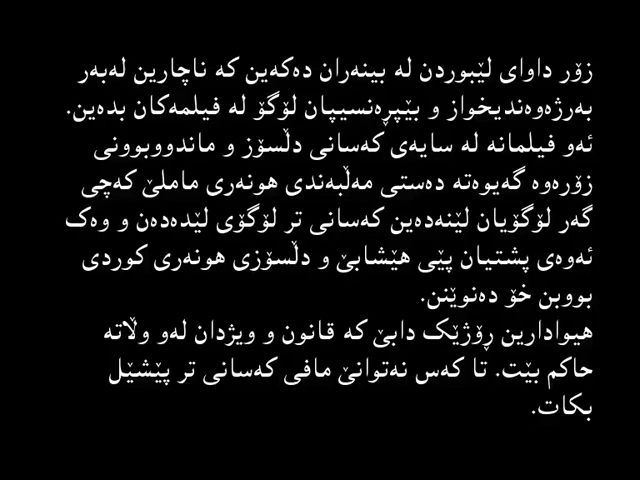 زۆر داوای لێبوردن لە بینەران دەکەین کە ناچارین لەبەر
بەرژەوەندیخواز و بێپڕەنسیپان لۆگۆ لە فیلمەکان بدەین.
ئەو فیلمانە لە سایەی کەسانی دڵسۆز و ماندووبوونی
زۆرەوە گەیوەتە دەستی مەڵبەندی هونەری ماملێ کەچی
گەر لۆگۆیان لێنەدەین کەسانی تر لۆگۆی لێدەدەن و وەک
ئەوەی پشتیان پێی هێشابێ و دڵسۆزی هونەری کوردی
بووبن خۆ دەنوێنن.
هیوادارین ڕۆژێک دابێ کە قانون و ویژدان لەو وڵاتە
حاکم بێت. تا کەس نەتوانێ مافی کەسانی تر پێشێل
بکات.